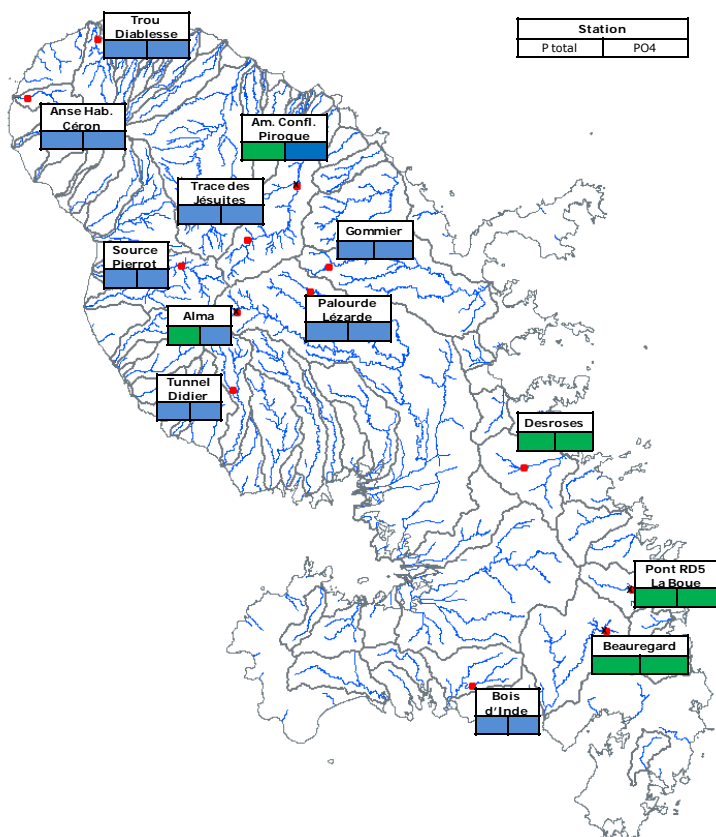 Trou
Diablesse
Station
P total PO4
Anse Hab.
Céron
Am. Confl.
Pirogue
Trace des
Jésuites
Gommier
Source
Pierrot
Palourde
Lézarde
Alma
Tunnel
Didier
Desroses
Pont RD5
La Boue
Beauregard
Bois
d'Inde